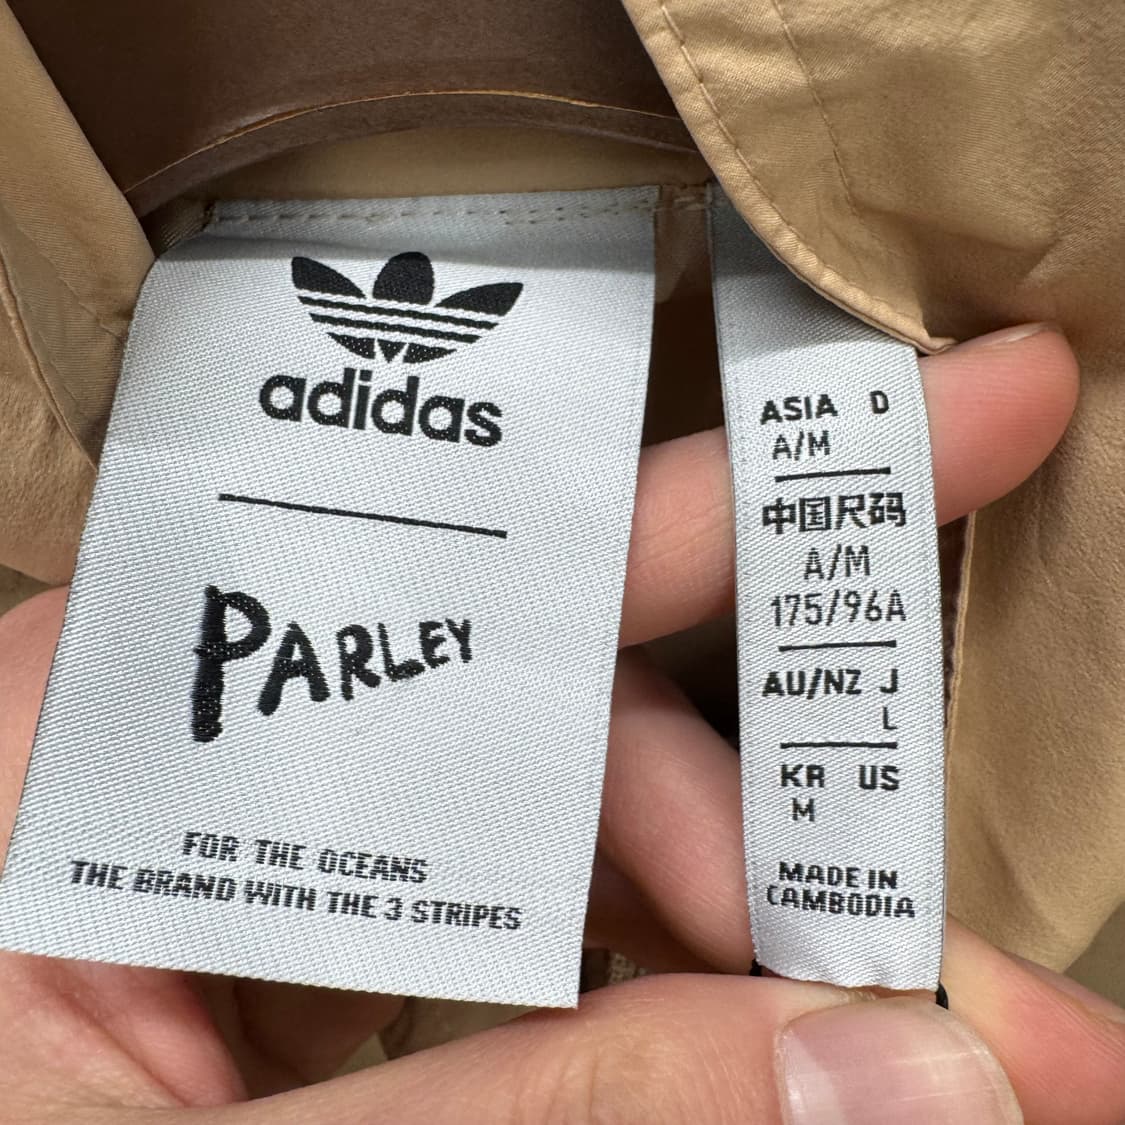 adidas
PARLEY
FOR THE OCEANS
THE BRAND WITH THE 3 STRIPES
ASIA D
A/M
中国尺码
A/M
175/96A
AU/NZ J
L
KR US
M
MADE IN
CAMBODIA